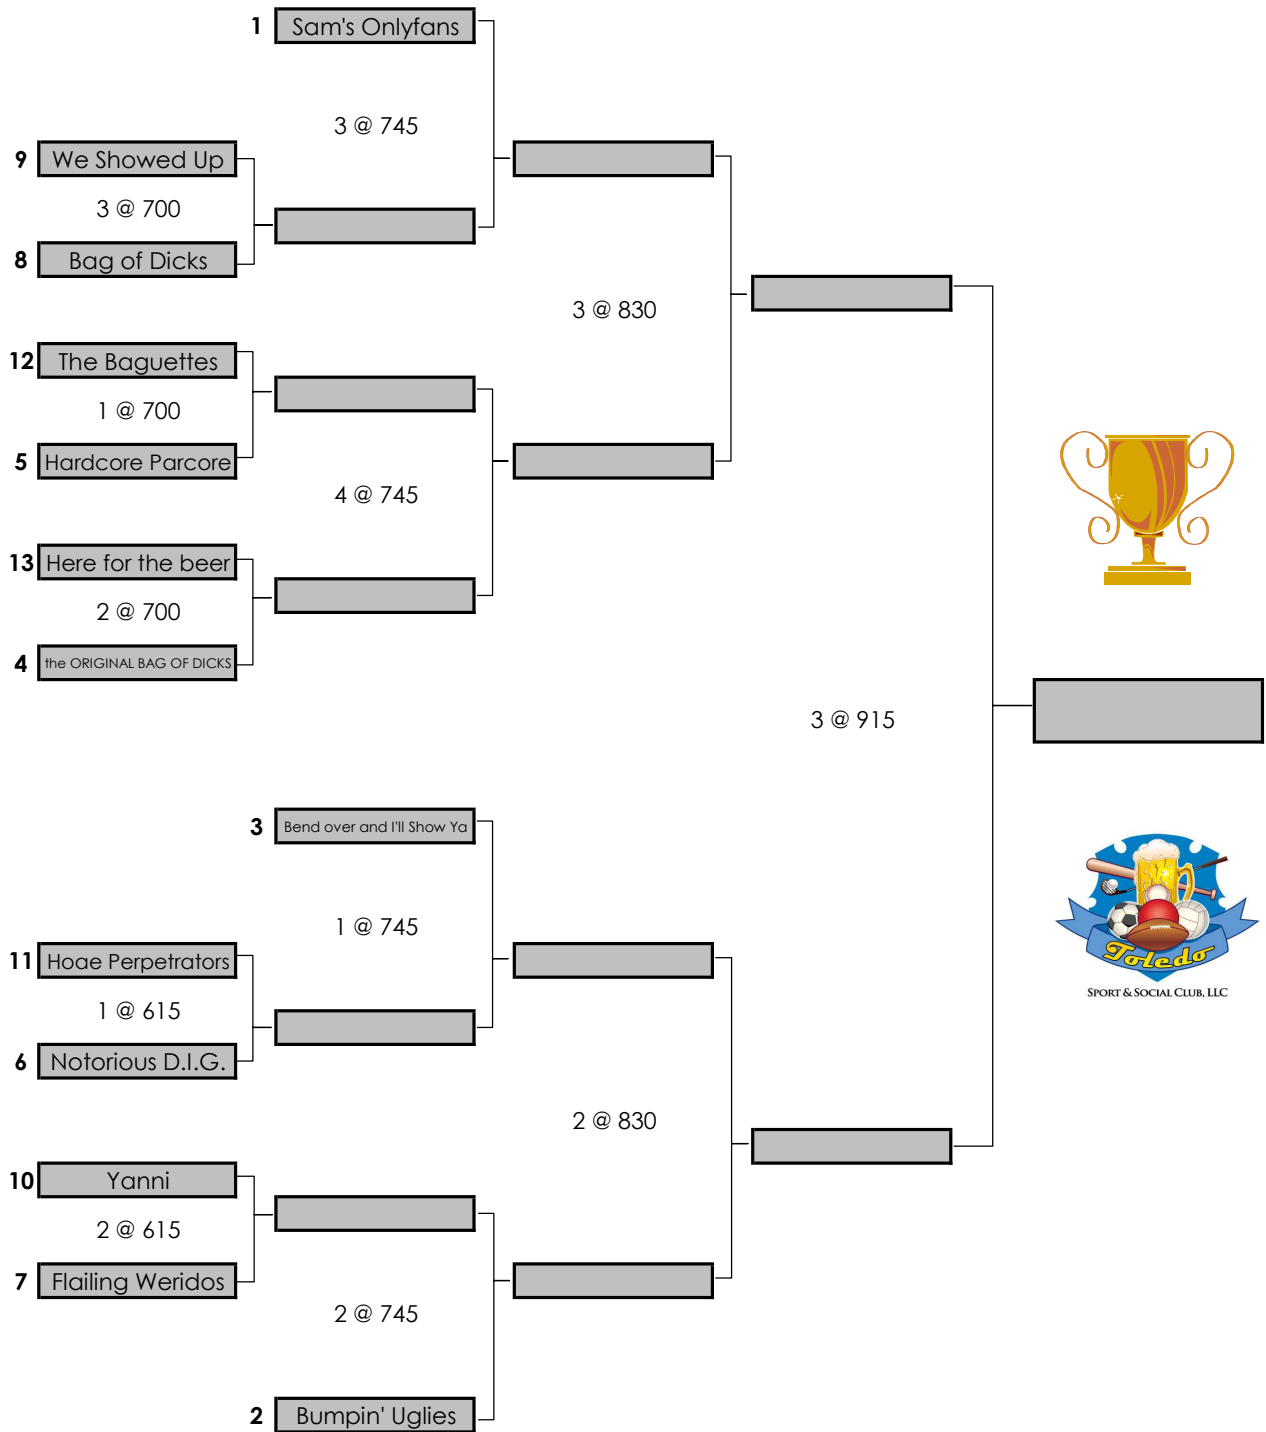 1 Sam's Onlyfans
3 @ 745
9 We Showed Up
3 @ 700
8 Bag of Dicks
3 @ 830
12 The Baguettes
1 @ 700
5 Hardcore Parcore
4 @ 745
13 Here for the beer
2 @ 700
4 the ORIGINAL BAG OF DICKS
3 @ 915
3 Bend over and I'll Show Ya
1 @ 745
11 Hoae Perpetrators
1 @ 615
6 Notorious D.I.G.
2 @ 830
10 Yanni
2 @ 615
7 Flailing Weridos
2 @ 745
2 Bumpin' Uglies
Toledo
SPORT & SOCIAL CLUB, LLC